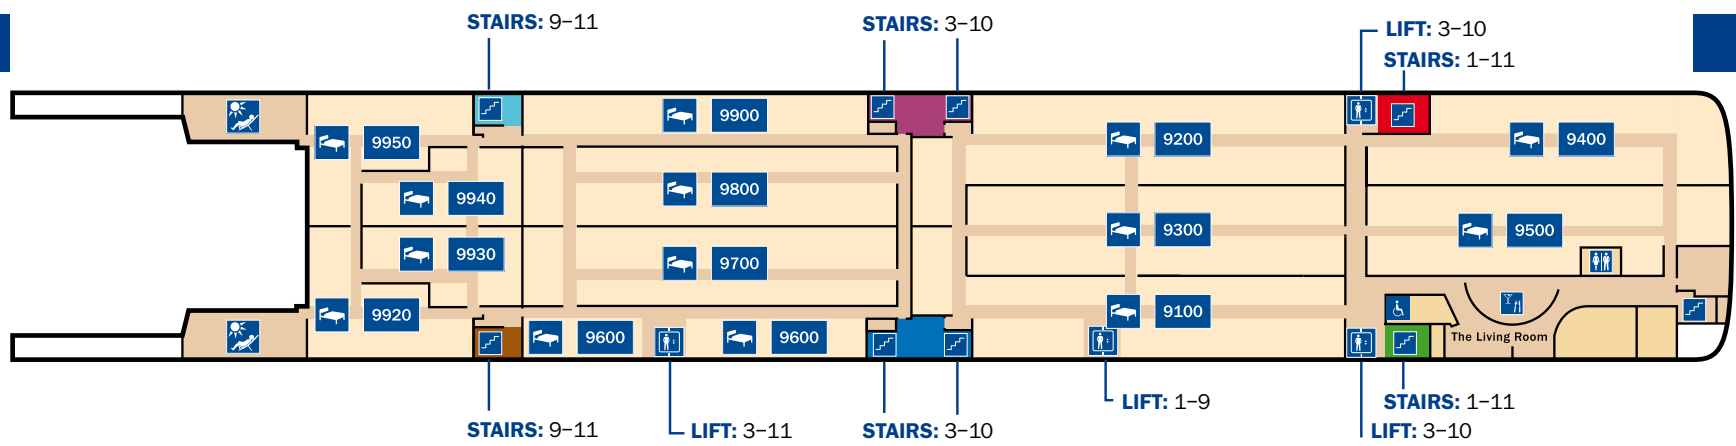 STAIRS: 9–11
STAIRS: 3–10
LIFT: 3–10
STAIRS: 1–11
9900
9950
9200
9400
9940
9800
9930
9700
9300
9500
9920
9600
9600
9100
The Living Room
STAIRS: 9–11
LIFT: 3–11
STAIRS: 3–10
LIFT: 1–9
STAIRS: 1–11
LIFT: 3–10